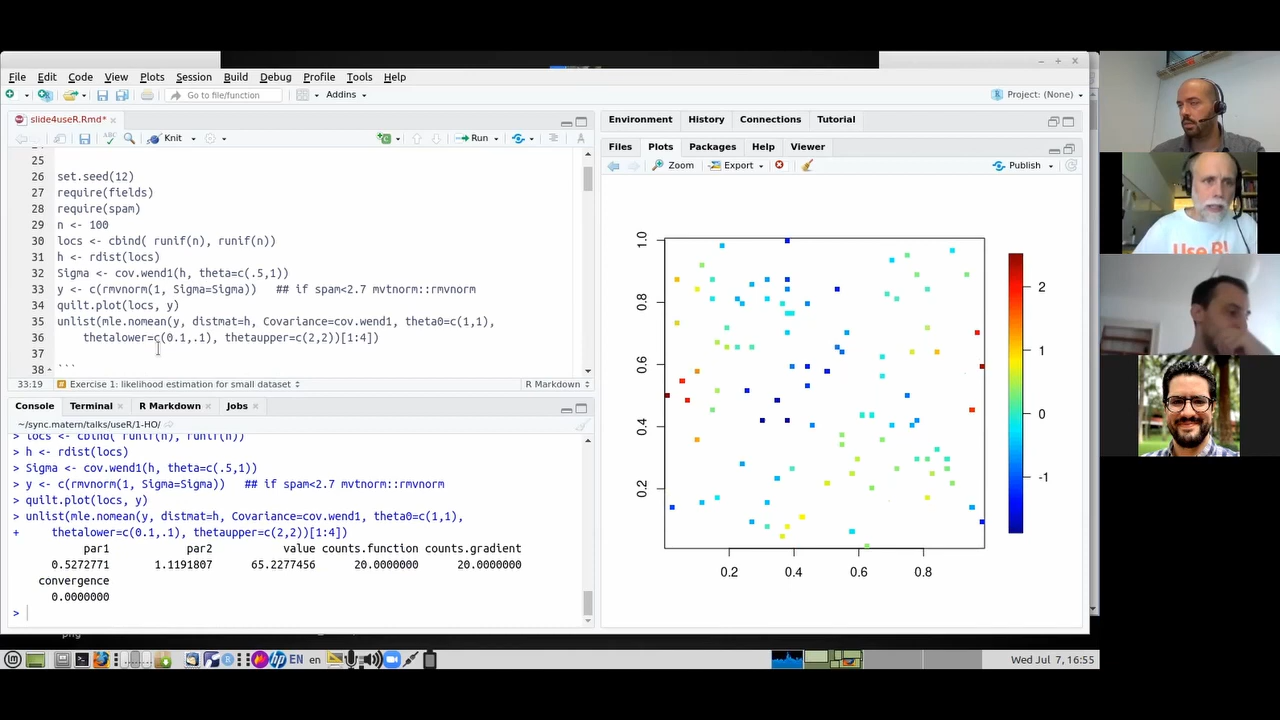 File Edit Code View Plots Session Build Debug Profile Tools Help
Go to file/function Addins Project: (None)
slide4useR.Rmd*
Knit Run
25
26 set.seed(12)
27 require(fields)
28 require(spam)
29 n <- 100
30 locs <- cbind( runif(n), runif(n))
31 h <- rdist(locs)
32 Sigma <- cov.wend1(h, theta=c(.5,1))
33 y <- c(rmvnorm(1, Sigma=Sigma)) ## if spam<2.7 mvtnorm::rmvnorm
34 quilt.plot(locs, y)
35 unlist(mle.nomean(y, distmat=h, Covariance=cov.wend1, theta0=c(1,1),
36 thetalower=c(0.1,.1), thetaupper=c(2,2))[1:4])
37
38 ```
33:19 Exercise 1: likelihood estimation for small dataset R Markdown
Console Terminal R Markdown Jobs
~/sync.matern/talks/useR/1-HO/
> locs <- cbind( runif(n), runif(n))
> h <- rdist(locs)
> Sigma <- cov.wend1(h, theta=c(.5,1))
> y <- c(rmvnorm(1, Sigma=Sigma)) ## if spam<2.7 mvtnorm::rmvnorm
> quilt.plot(locs, y)
> unlist(mle.nomean(y, distmat=h, Covariance=cov.wend1, theta0=c(1,1),
+ thetalower=c(0.1,.1), thetaupper=c(2,2))[1:4])
par1 par2 value counts.function counts.gradient
0.5272771 1.1191807 65.2277456 20.0000000 20.0000000
convergence
0.0000000
>
Environment History Connections Tutorial
Files Plots Packages Help Viewer
Zoom Export Publish
1.0
0.8
0.6
0.4
0.2
0.2 0.4 0.6 0.8
2
1
0
-1
Use R!
png
EN en Wed Jul 7, 16:55